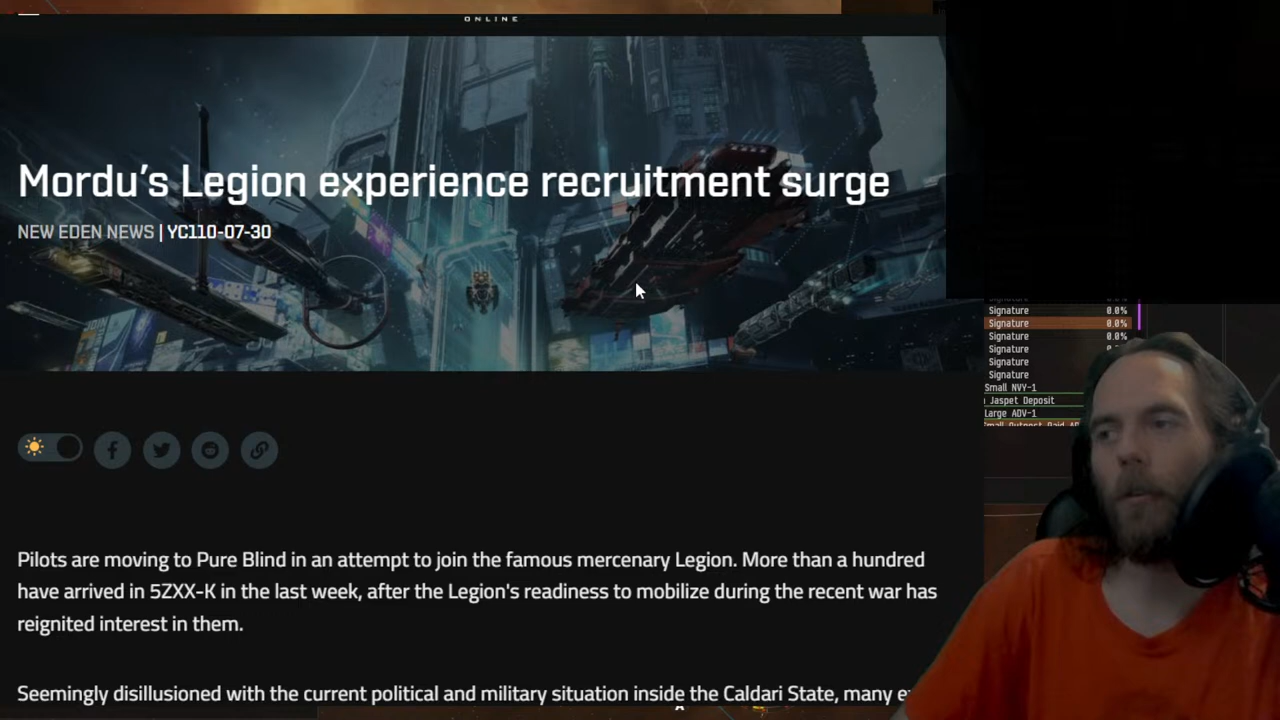 ONLINE
Mordu's Legion experience recruitment surge
NEW EDEN NEWS | YC110-07-30
Signature 0.0%
Signature 0.0%
Signature 0.0%
Signature
Signature
Signature
Small NVY-1
Jaspet Deposit
Large ADV-1
Small Outpost Raid
Pilots are moving to Pure Blind in an attempt to join the famous mercenary Legion. More than a hundred
have arrived in 5ZXX-K in the last week, after the Legion's readiness to mobilize during the recent war has
reignited interest in them.
Seemingly disillusioned with the current political and military situation inside the Caldari State, many